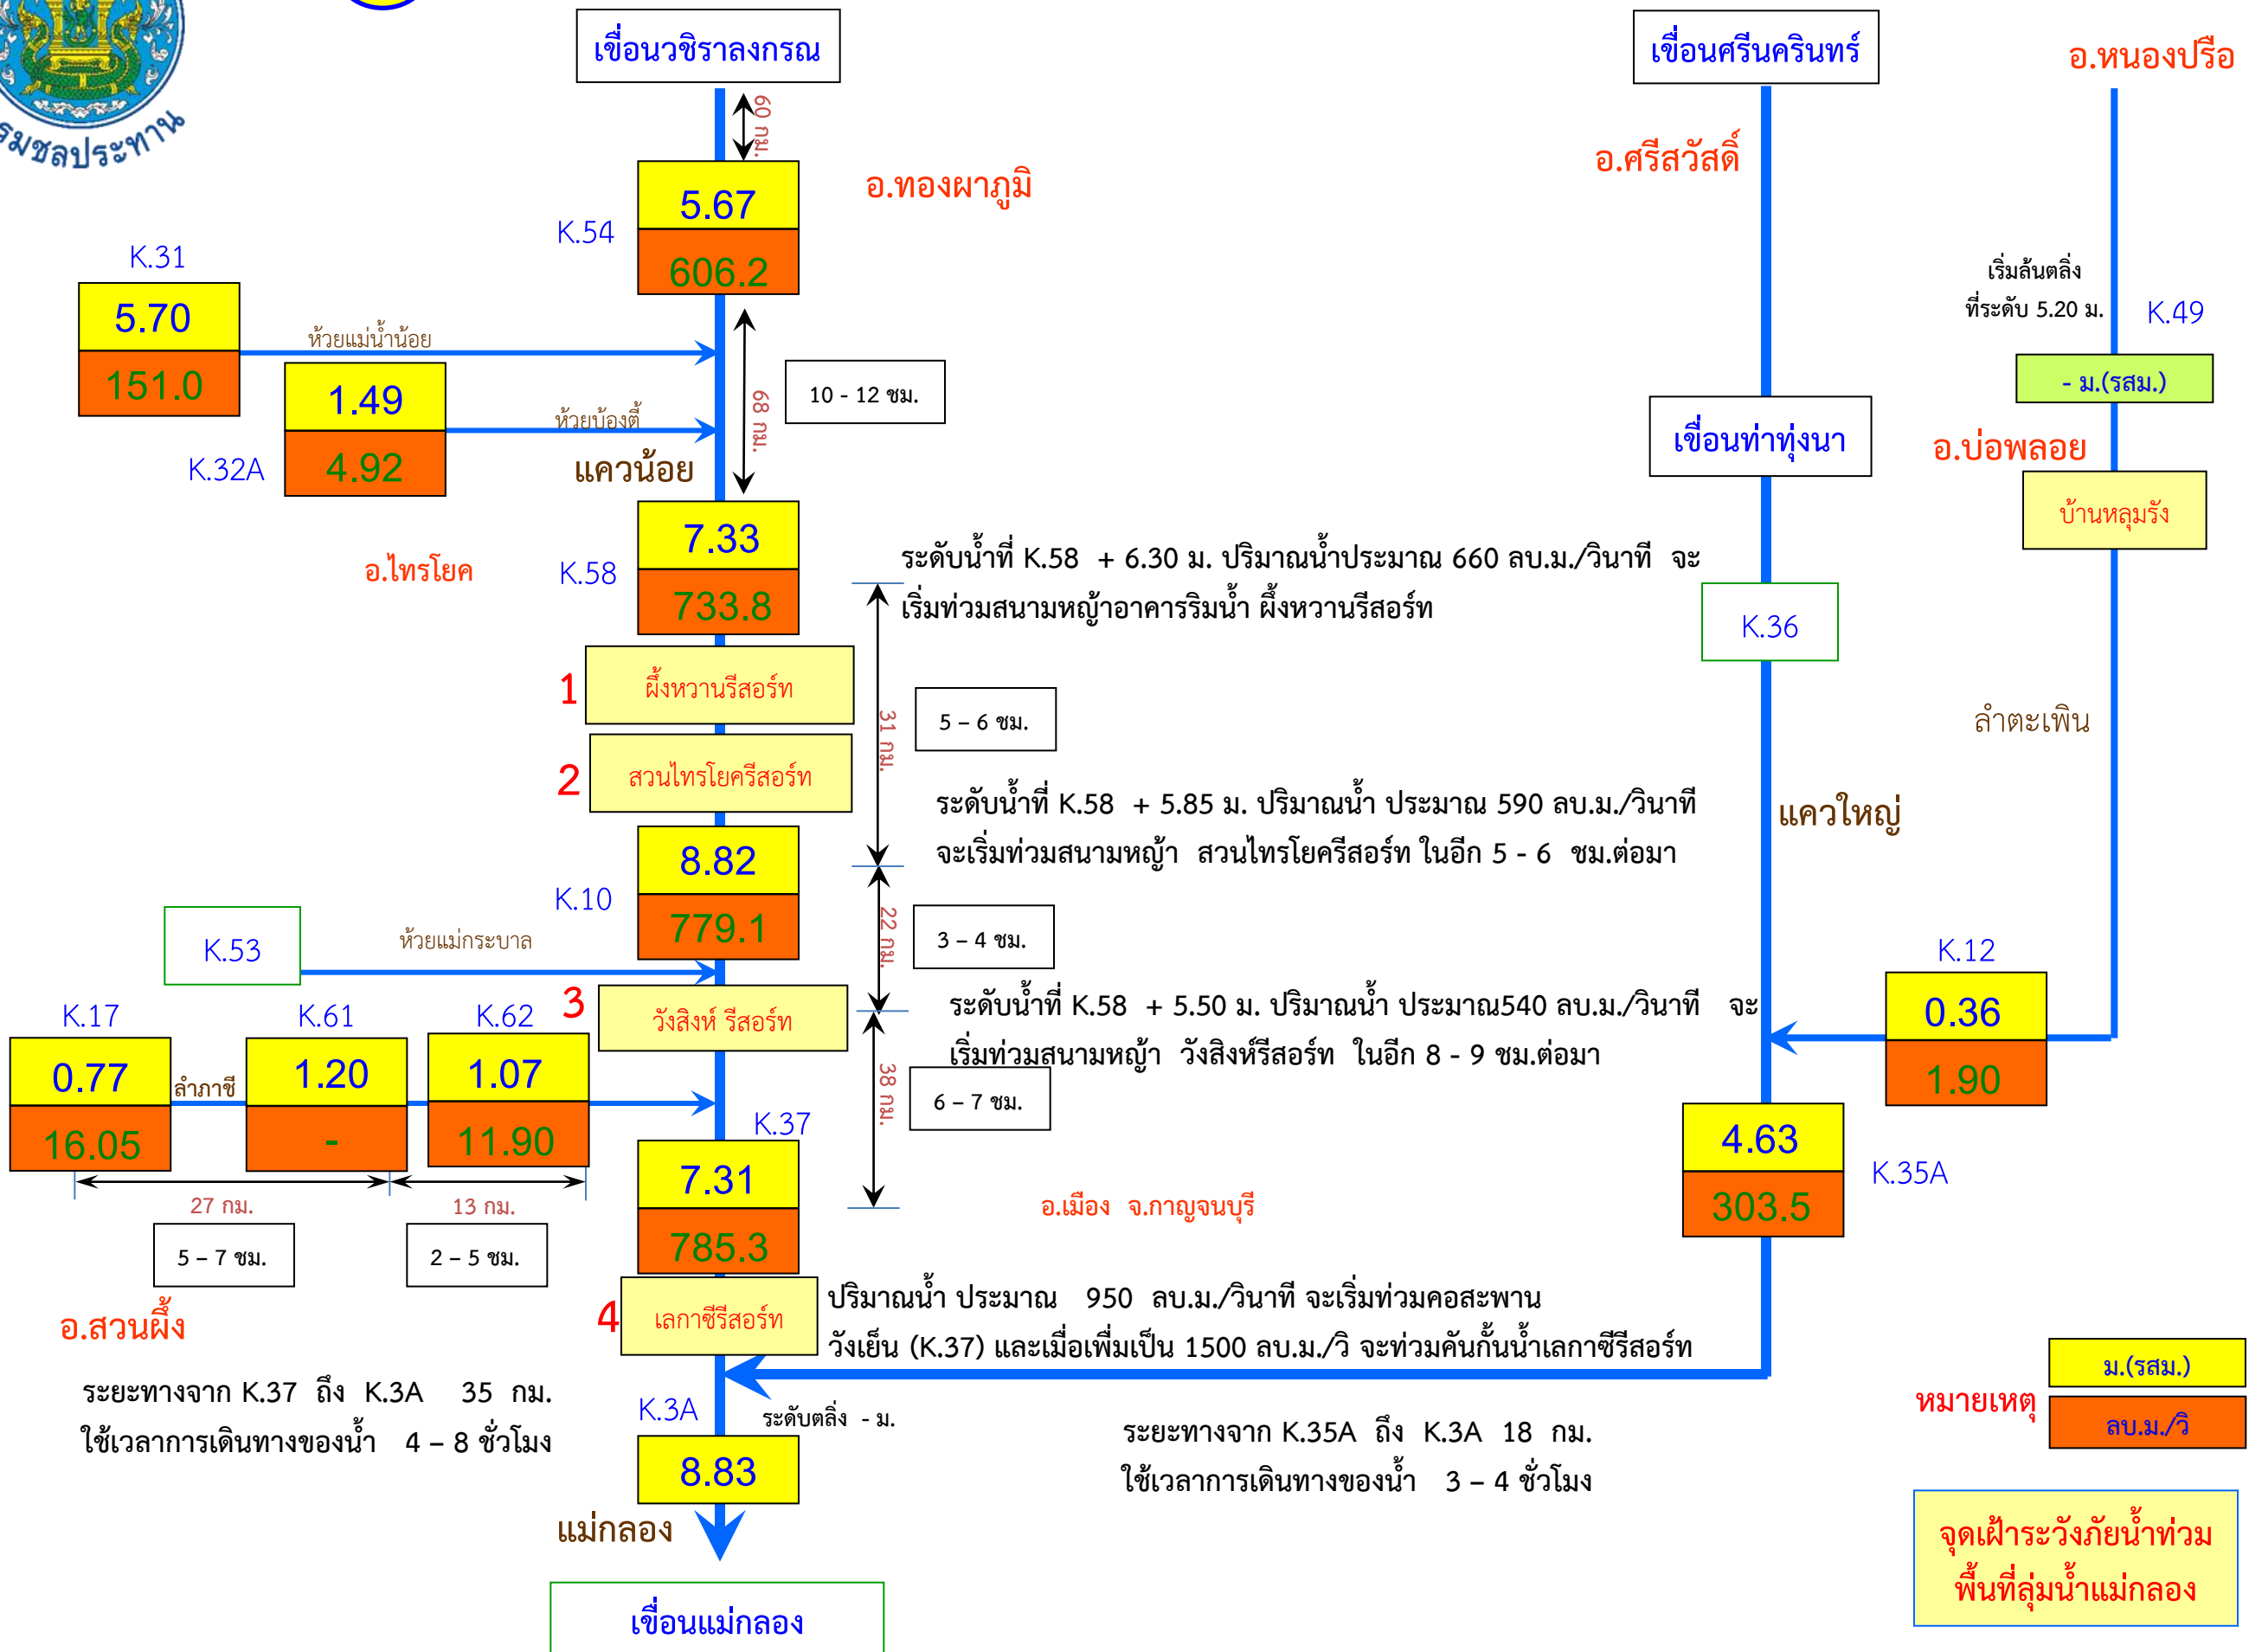 รมชลประทาน
เขื่อนวชิราลงกรณ
เขื่อนศรีนครินทร์
อ.หนองปรือ
60 กม.
อ.ศรีสวัสดิ์
อ.ทองผาภูมิ
5.67
K.54
606.2
K.31
5.70
151.0
ห้วยแม่น้ำน้อย
เริ่มล้นตลิ่ง
ที่ระดับ 5.20 ม.
K.49
- ม.(รสม.)
1.49
K.32A
4.92
ห้วยบ้องตี้
68 กม.
10 - 12 ชม.
แควน้อย
เขื่อนท่าทุ่งนา
อ.บ่อพลอย
บ้านหลุมรัง
อ.ไทรโยค
K.58
7.33
733.8
ระดับน้ำที่ K.58 + 6.30 ม. ปริมาณน้ำประมาณ 660 ลบ.ม./วินาที จะ
เริ่มท่วมสนามหญ้าอาคารริมน้ำ ผึ้งหวานรีสอร์ท
K.36
1
ผึ้งหวานรีสอร์ท
31 กม.
5 – 6 ชม.
ลำตะเพิน
2
สวนไทรโยครีสอร์ท
ระดับน้ำที่ K.58 + 5.85 ม. ปริมาณน้ำ ประมาณ 590 ลบ.ม./วินาที
จะเริ่มท่วมสนามหญ้า สวนไทรโยครีสอร์ท ในอีก 5 - 6 ชม.ต่อมา
แควใหญ่
K.10
8.82
779.1
22 กม.
3 – 4 ชม.
K.53
ห้วยแม่กระบาล
K.12
0.36
1.90
3
วังสิงห์ รีสอร์ท
ระดับน้ำที่ K.58 + 5.50 ม. ปริมาณน้ำ ประมาณ540 ลบ.ม./วินาที จะ
เริ่มท่วมสนามหญ้า วังสิงห์รีสอร์ท ในอีก 8 - 9 ชม.ต่อมา
K.17
0.77
16.05
ลำภาชี
K.61
1.20
-
K.62
1.07
11.90
38 กม.
6 – 7 ชม.
K.37
7.31
785.3
4.63
303.5
K.35A
27 กม.
13 กม.
5 – 7 ชม.
2 – 5 ชม.
อ.เมือง จ.กาญจนบุรี
อ.สวนผึ้ง
4
เลกาซีรีสอร์ท
ปริมาณน้ำ ประมาณ 950 ลบ.ม./วินาที จะเริ่มท่วมคอสะพาน
วังเย็น (K.37) และเมื่อเพิ่มเป็น 1500 ลบ.ม./วิ จะท่วมคันกั้นน้ำเลกาซีรีสอร์ท
ระยะทางจาก K.37 ถึง K.3A 35 กม.
ใช้เวลาการเดินทางของน้ำ 4 – 8 ชั่วโมง
K.3A
ระดับตลิ่ง - ม.
8.83
ระยะทางจาก K.35A ถึง K.3A 18 กม.
ใช้เวลาการเดินทางของน้ำ 3 – 4 ชั่วโมง
หมายเหตุ
ม.(รสม.)
ลบ.ม./วิ
แม่กลอง
เขื่อนแม่กลอง
จุดเฝ้าระวังภัยน้ำท่วม
พื้นที่ลุ่มน้ำแม่กลอง